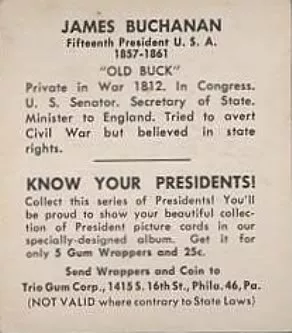 JAMES BUCHANAN
Fifteenth President U. S. A.
1857-1861
"OLD BUCK"
Private in War 1812. In Congress.
U. S. Senator. Secretary of State.
Minister to England. Tried to avert
Civil War but believed in state
rights.
KNOW YOUR PRESIDENTS!
Collect this series of Presidents! You'll
be proud to show your beautiful collec-
tion of President picture cards in our
specially-designed album. Get it for
only 5 Gum Wrappers and 25c.
Send Wrappers and Coin to
Trio Gum Corp., 1415 S. 16th St., Phila. 46, Pa.
(NOT VALID where contrary to State Laws)